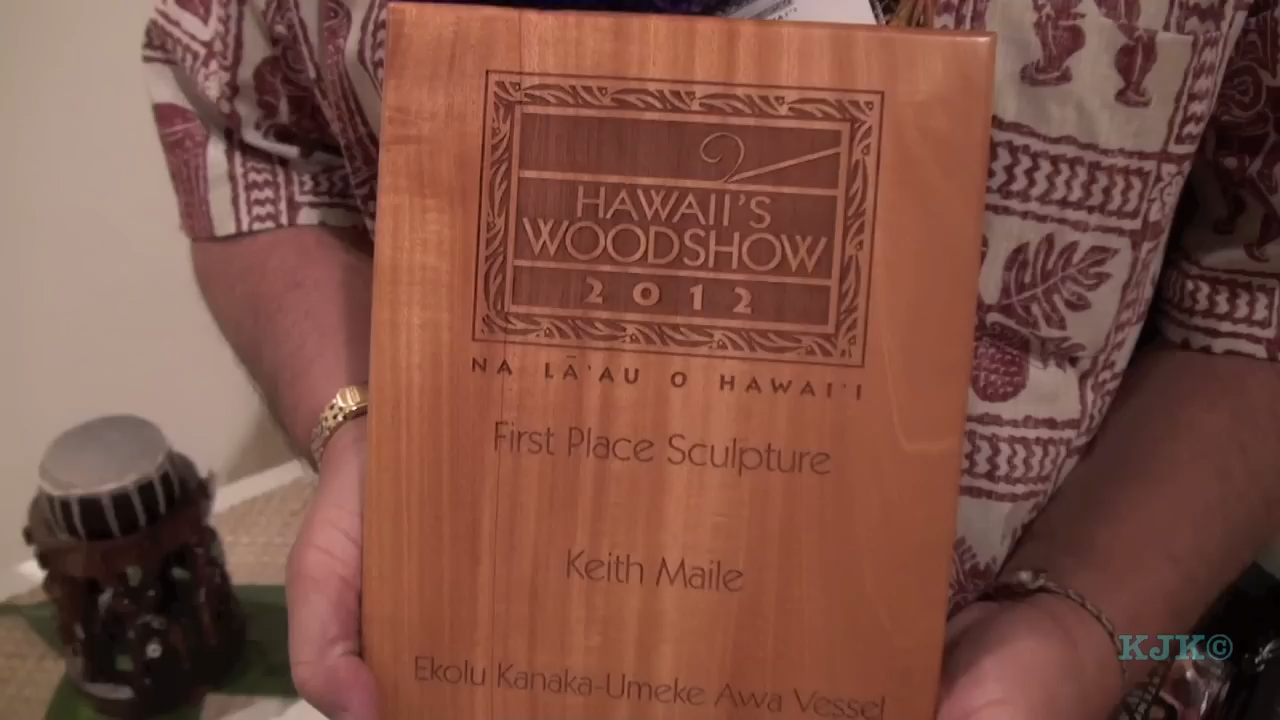 HAWAII'S
WOODSHOW
2012
NA LĀ'AU O HAWAI'I
First Place Sculpture
Keith Maile
Ekolu Kanaka-Umeke Awa Vessel
KJK©